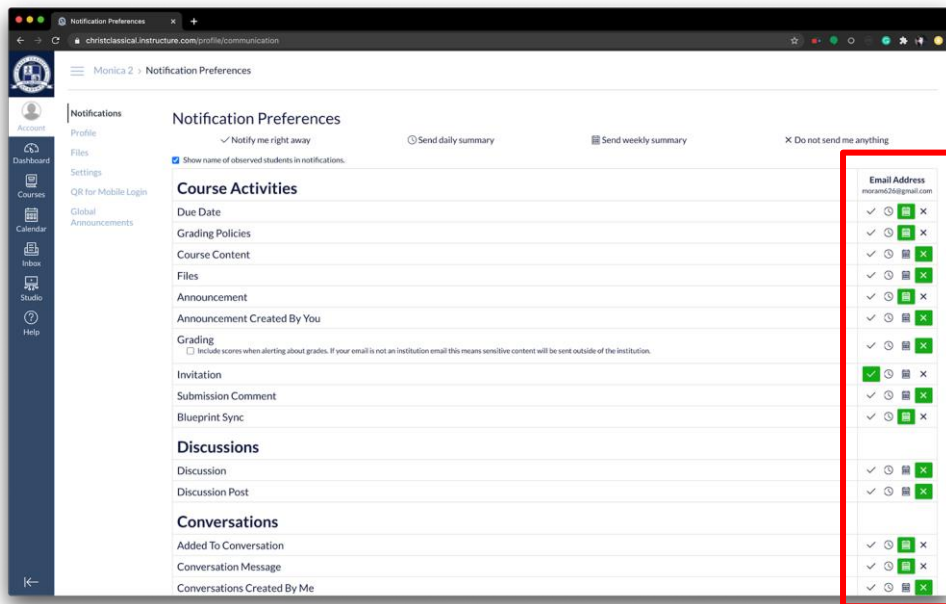 Notification Preferences
christclassical.instructure.com/profile/communication
Monica 2 > Notification Preferences
Account
Dashboard
Courses
Calendar
Inbox
Studio
Help
Notifications
Profile
Files
Settings
QR for Mobile Login
Global
Announcements
Notification Preferences
Notify me right away Send daily summary Send weekly summary Do not send me anything
Show name of observed students in notifications.
Course Activities
Email Address
moram626@gmail.com
Due Date
Grading Policies
Course Content
Files
Announcement
Announcement Created By You
Grading
Include scores when alerting about grades. If your email is not an institution email this means sensitive content will be sent outside of the institution.
Invitation
Submission Comment
Blueprint Sync
Discussions
Discussion
Discussion Post
Conversations
Added To Conversation
Conversation Message
Conversations Created By Me